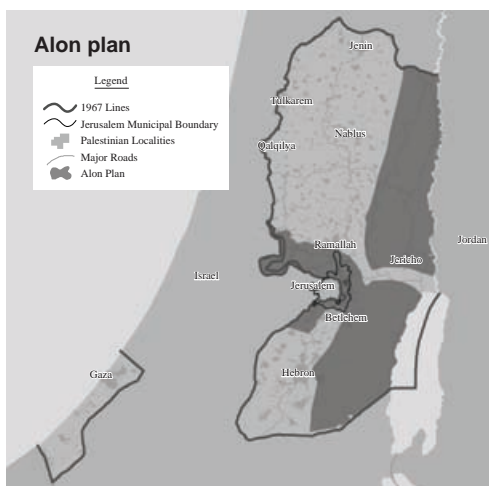 Alon plan
Legend
1967 Lines
Jerusalem Municipal Boundary
Palestinian Localities
Major Roads
Alon Plan
Jenin
Tulkarem
Nablus
Qalqilya
Ramallah
Jordan
Jericho
Israel
Jerusalem
Betlehem
Gaza
Hebron